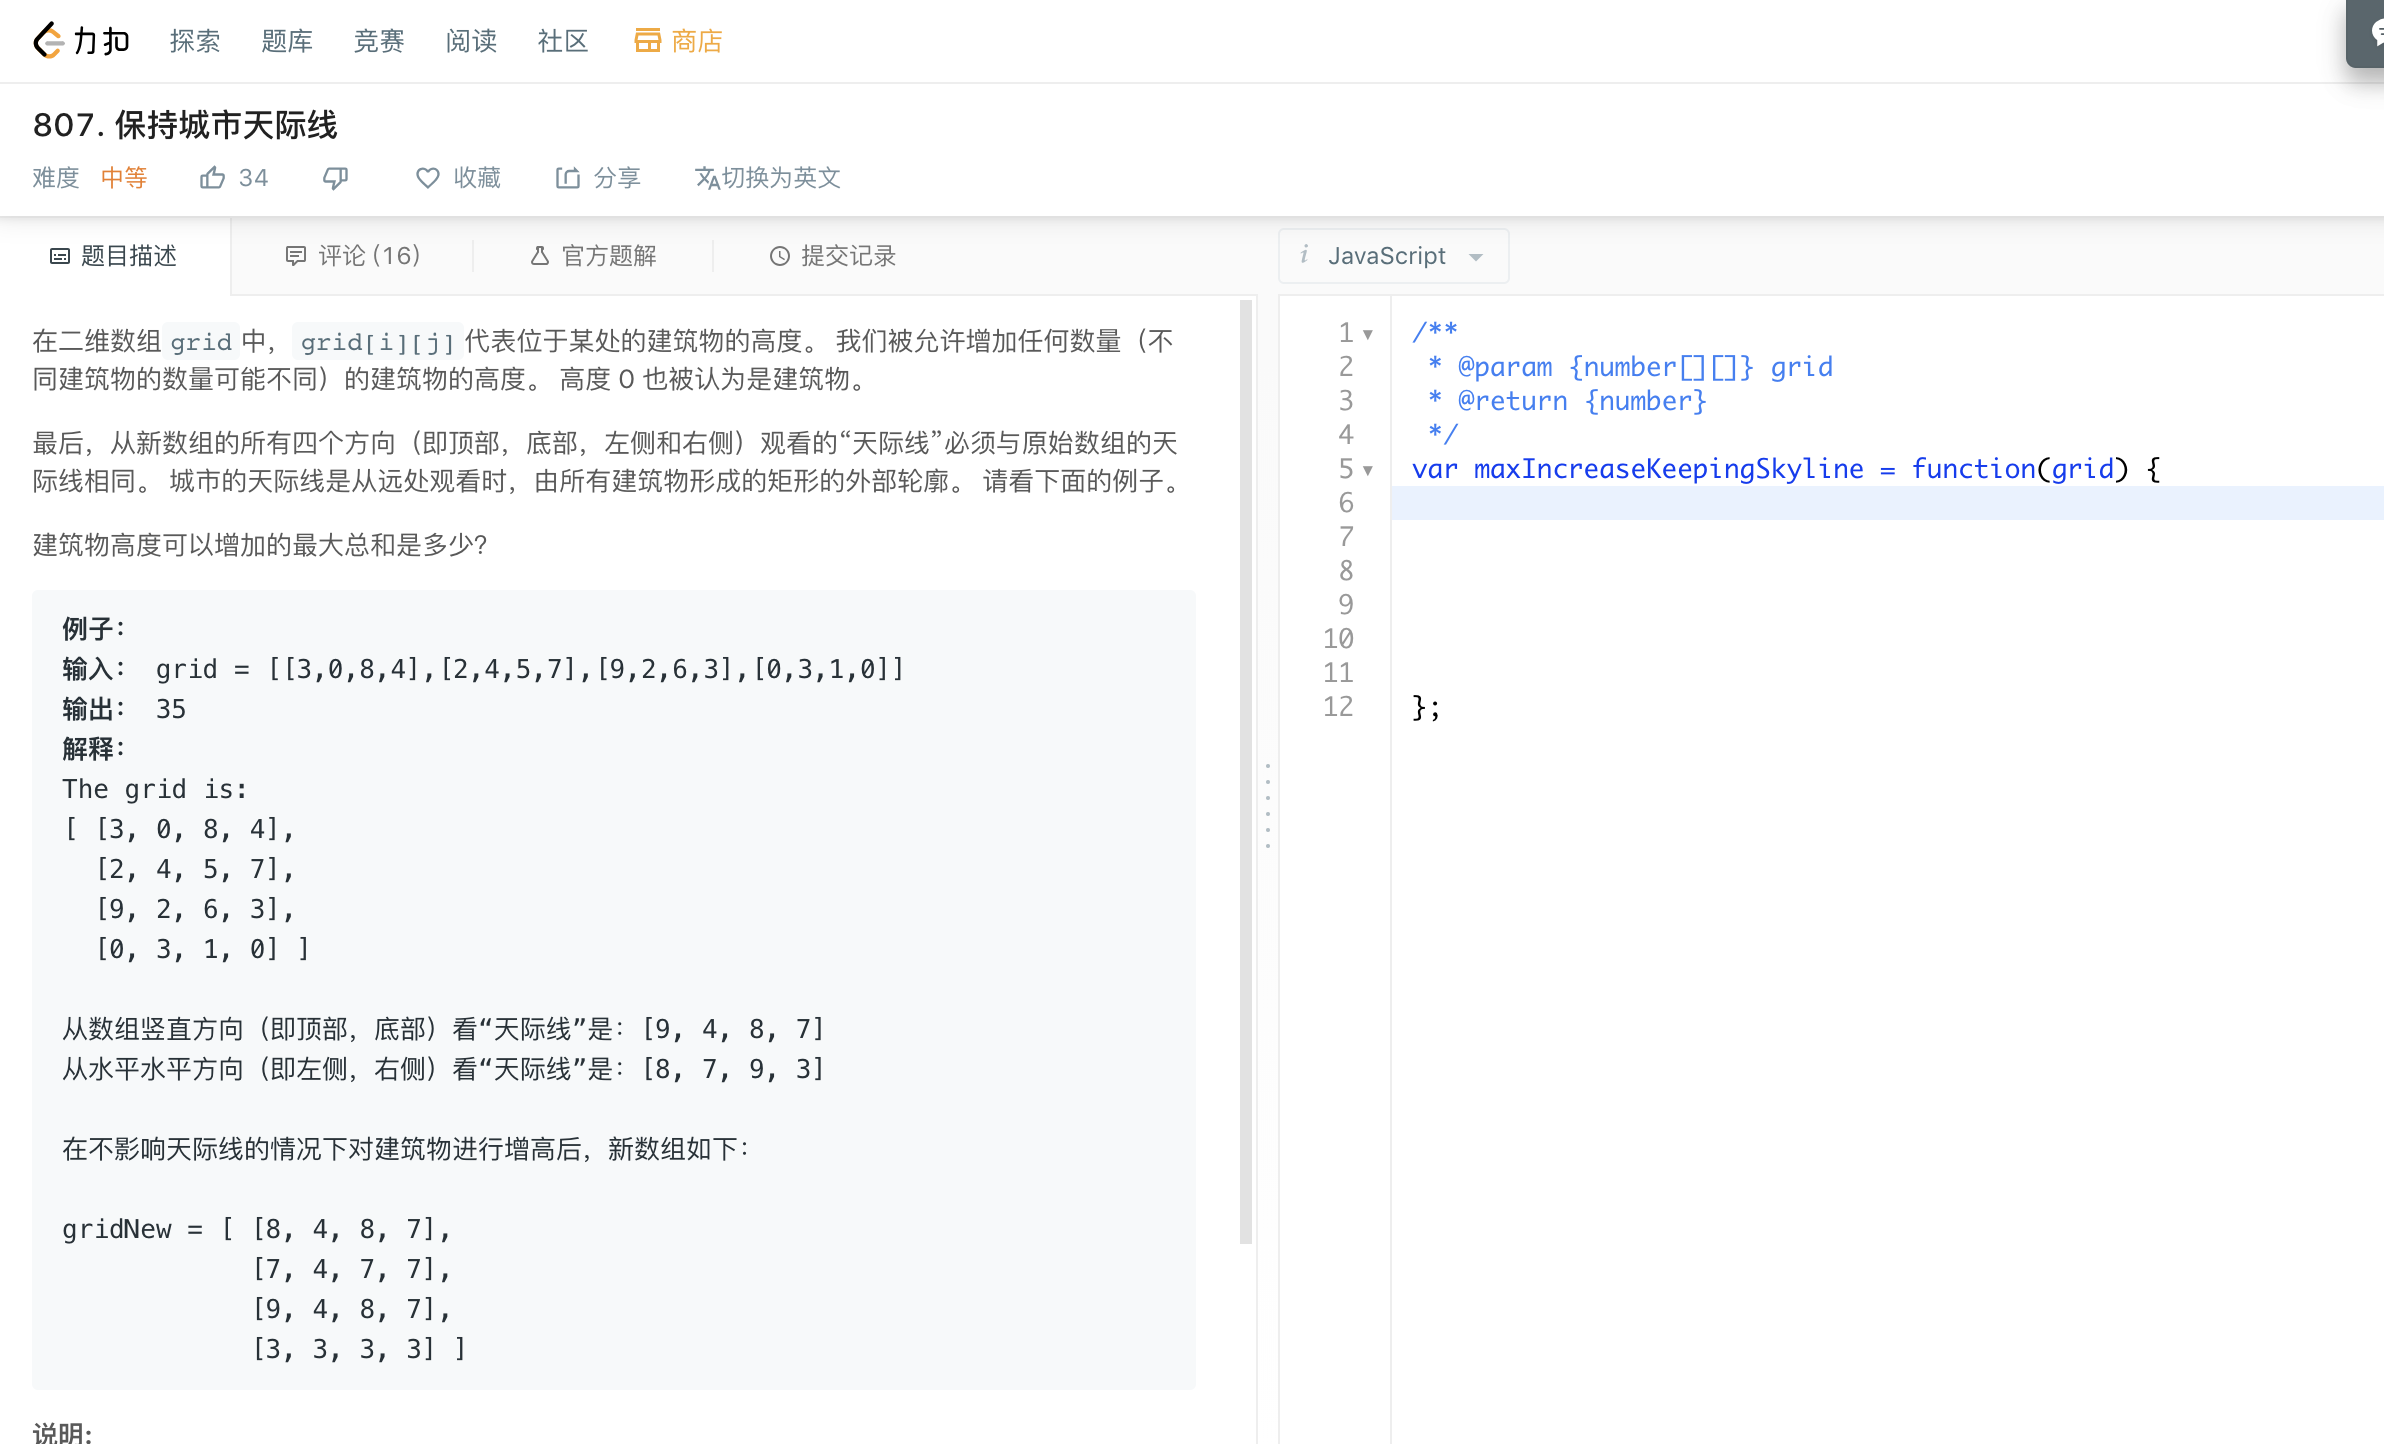 力扣 探索 题库 竞赛 阅读 社区 商店
807. 保持城市天际线
难度 中等 34 收藏 分享 切换为英文
题目描述 评论 (16) 官方题解 提交记录
在二维数组 grid 中， grid[i][j] 代表位于某处的建筑物的高度。 我们被允许增加任何数量（不
同建筑物的数量可能不同）的建筑物的高度。 高度 0 也被认为是建筑物。
最后，从新数组的所有四个方向（即顶部，底部，左侧和右侧）观看的“天际线”必须与原始数组的天
际线相同。 城市的天际线是从远处观看时，由所有建筑物形成的矩形的外部轮廓。 请看下面的例子。
建筑物高度可以增加的最大总和是多少？
例子：
输入： grid = [[3,0,8,4],[2,4,5,7],[9,2,6,3],[0,3,1,0]]
输出： 35
解释：
The grid is:
[ [3, 0, 8, 4],
[2, 4, 5, 7],
[9, 2, 6, 3],
[0, 3, 1, 0] ]
从数组竖直方向（即顶部，底部）看“天际线”是：[9, 4, 8, 7]
从水平水平方向（即左侧，右侧）看“天际线”是：[8, 7, 9, 3]
在不影响天际线的情况下对建筑物进行增高后，新数组如下：
gridNew = [ [8, 4, 8, 7],
[7, 4, 7, 7],
[9, 4, 8, 7],
[3, 3, 3, 3] ]
说明:
i JavaScript
1 /**
2 * @param {number[][]} grid
3 * @return {number}
4 */
5 var maxIncreaseKeepingSkyline = function(grid) {
6
7
8
9
10
11
12 };